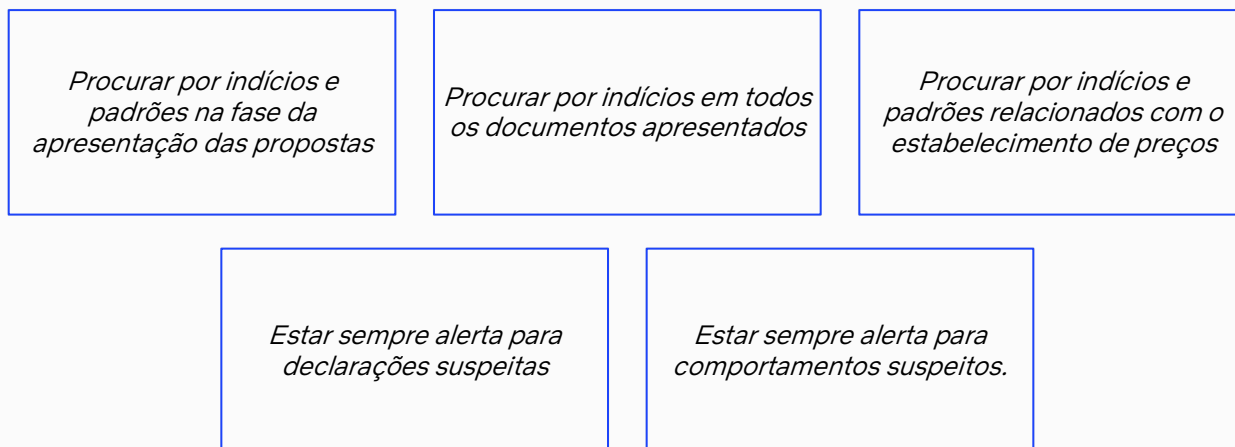 Procurar por indícios e
padrões na fase da
apresentação das propostas
Procurar por indícios em todos
os documentos apresentados
Procurar por indícios e
padrões relacionados com o
estabelecimento de preços
Estar sempre alerta para
declarações suspeitas
Estar sempre alerta para
comportamentos suspeitos.